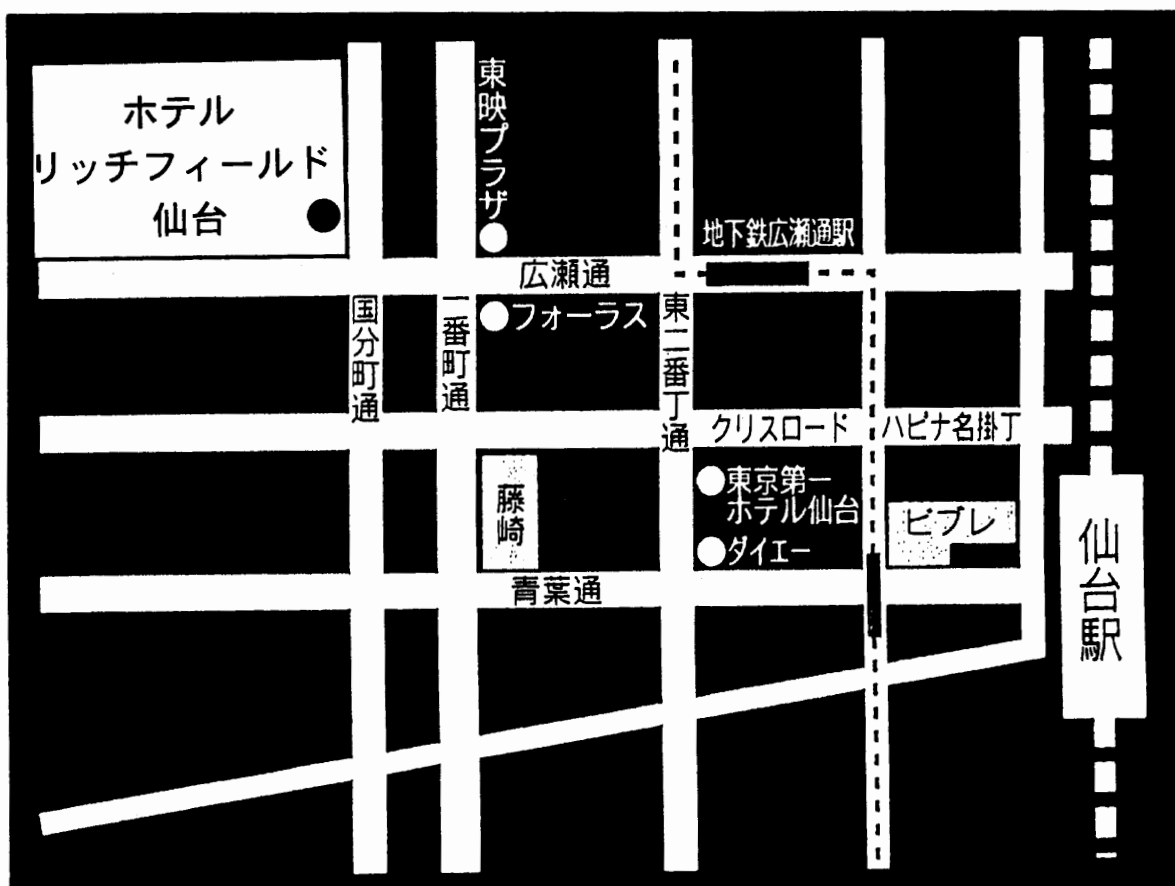 ホテル
リッチフィールド
仙台
東映プラザ
地下鉄広瀬通駅
広瀬通
フォーラス
国分町通
一番町通
東二番丁通
クリスロード
ハピナ名掛丁
藤崎
東京第一
ホテル仙台
ダイエー
ビブレ
青葉通
仙台駅